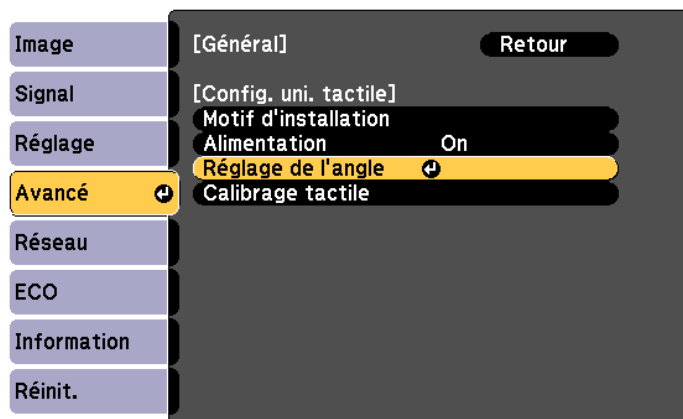 Image
Signal
Réglage
Avancé
Réseau
ECO
Information
Réinit.
[Général] Retour
[Config. uni. tactile]
Motif d'installation
Alimentation On
Réglage de l'angle
Calibrage tactile